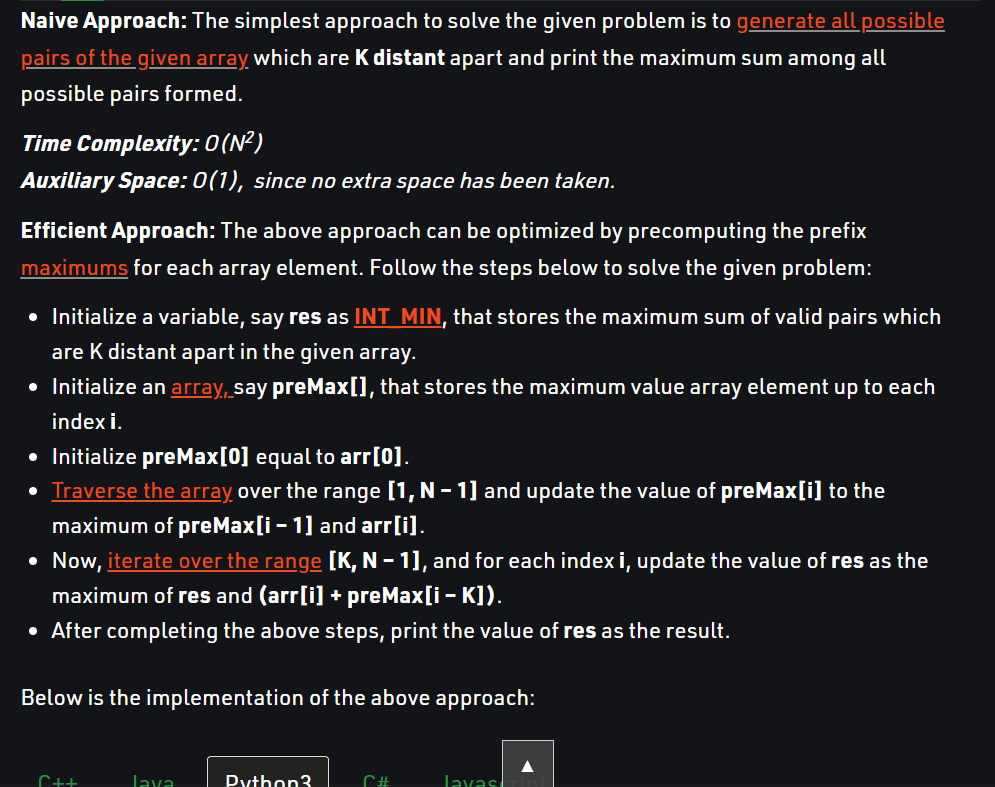 Naive Approach: The simplest approach to solve the given problem is to generate all possible
pairs of the given array which are K distant apart and print the maximum sum among all
possible pairs formed.
Time Complexity: O(N²)
Auxiliary Space: O(1), since no extra space has been taken.
Efficient Approach: The above approach can be optimized by precomputing the prefix
maximums for each array element. Follow the steps below to solve the given problem:
• Initialize a variable, say res as INT_MIN, that stores the maximum sum of valid pairs which
are K distant apart in the given array.
• Initialize an array, say preMax[], that stores the maximum value array element up to each
index i.
• Initialize preMax[0] equal to arr[0].
• Traverse the array over the range [1, N – 1] and update the value of preMax[i] to the
maximum of preMax[i – 1] and arr[i].
• Now, iterate over the range [K, N – 1], and for each index i, update the value of res as the
maximum of res and (arr[i] + preMax[i – K]).
• After completing the above steps, print the value of res as the result.
Below is the implementation of the above approach:
C++ Java Python3 C# Javascript